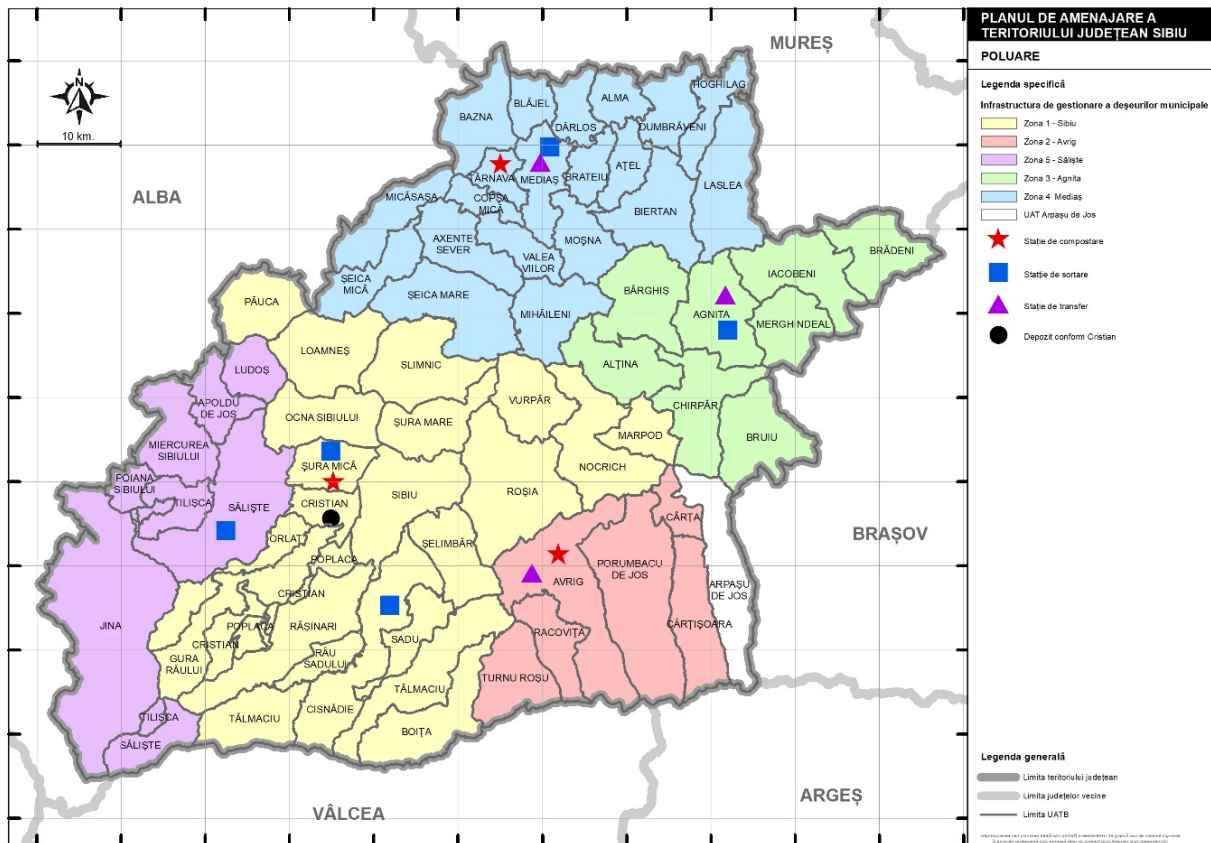 PLANUL DE AMENAJARE A
TERITORIULUI JUDEȚEAN SIBIU
POLUARE
Legenda specifică
Infrastructura de gestionare a deșeurilor municipale
Zona 1 - Sibiu
Zona 2 - Avrig
Zona 5 - Săliște
Zona 3 - Agnita
Zona 4 Mediaș
UAT Arpașu de Jos
Stație de compostare
Stație de sortare
Stație de transfer
Depozit conform Cristian
Legenda generală
Limita teritoriului județean
Limita județelor vecine
Limita UATB
N
10 km.
MUREȘ
ALBA
BRAȘOV
ARGEȘ
VÂLCEA
HOGHILAG
ALMA
BLĂJEL
BAZNA
DÂRLOS
DUMBRĂVENI
AȚEL
BRATEIU
TÂRNAVA
MEDIAȘ
LASLEA
MICĂSASA
COPȘA
MICĂ
BIERTAN
AXENTE
SEVER
MOȘNA
VALEA
VIILOR
BRĂDENI
IACOBENI
ȘEICA
MICĂ
ȘEICA MARE
BÂRGHIȘ
PĂUCA
MIHĂILENI
AGNITA
MERGHINDEAL
LOAMNEȘ
SLIMNIC
ALȚINA
LUDOȘ
APOLDU
DE JOS
VURPĂR
CHIRPĂR
OCNA SIBIULUI
ȘURA MARE
MARPOD
BRUIU
MIERCUREA
SIBIULUI
ȘURA MICĂ
NOCRICH
POIANA
SIBIULUI
TILIȘCA
SĂLIȘTE
SIBIU
ROȘIA
CRISTIAN
CÂRȚA
ORLAT
ȘELIMBĂR
POPLACA
PORUMBACU
DE JOS
AVRIG
ARPAȘU
DE JOS
CRISTIAN
JINA
POPLACA
RĂȘINARI
CÂRȚIȘOARA
RACOVIȚA
CRISTIAN
SADU
GURA
RÂULUI
RÂU
SADULUI
TURNU ROȘU
TĂLMACIU
CISNĂDIE
TILIȘCA
TĂLMACIU
BOIȚA
SĂLIȘTE